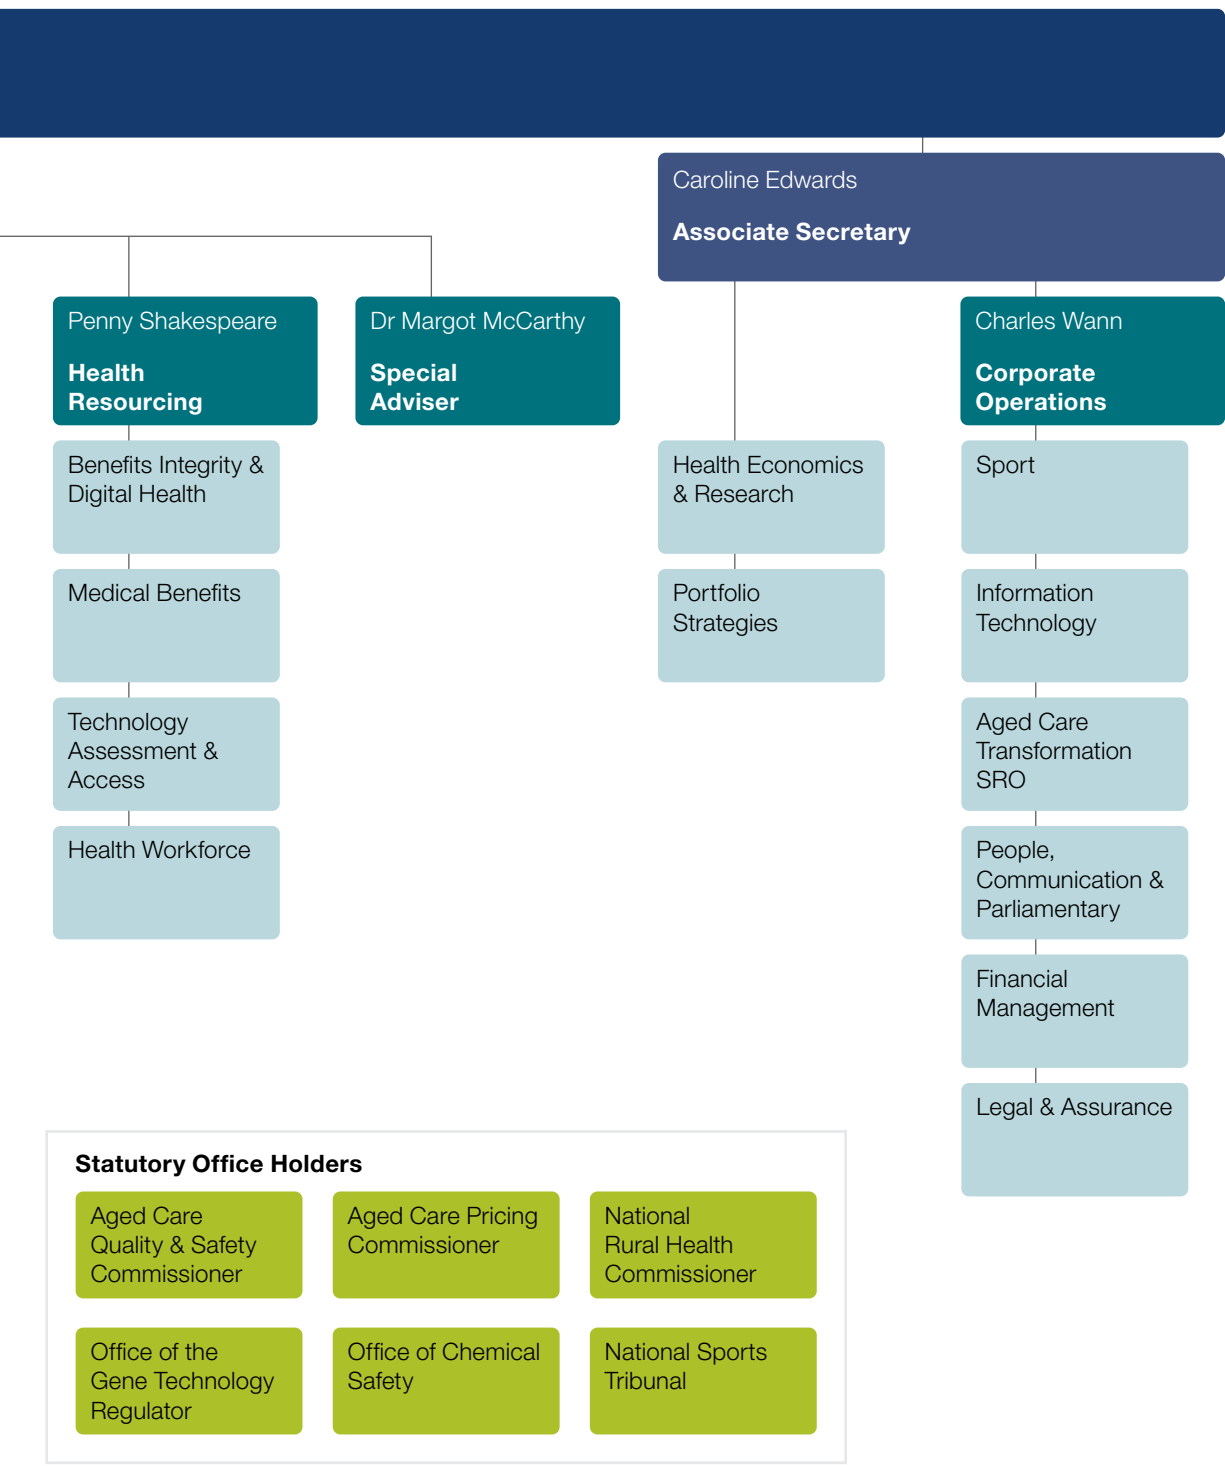 Caroline Edwards
Associate Secretary
Penny Shakespeare
Health
Resourcing
Dr Margot McCarthy
Special
Adviser
Charles Wann
Corporate
Operations
Benefits Integrity &
Digital Health
Medical Benefits
Technology
Assessment &
Access
Health Workforce
Health Economics
& Research
Portfolio
Strategies
Sport
Information
Technology
Aged Care
Transformation
SRO
People,
Communication &
Parliamentary
Financial
Management
Legal & Assurance
Statutory Office Holders
Aged Care
Quality & Safety
Commissioner
Aged Care Pricing
Commissioner
National
Rural Health
Commissioner
Office of the
Gene Technology
Regulator
Office of Chemical
Safety
National Sports
Tribunal